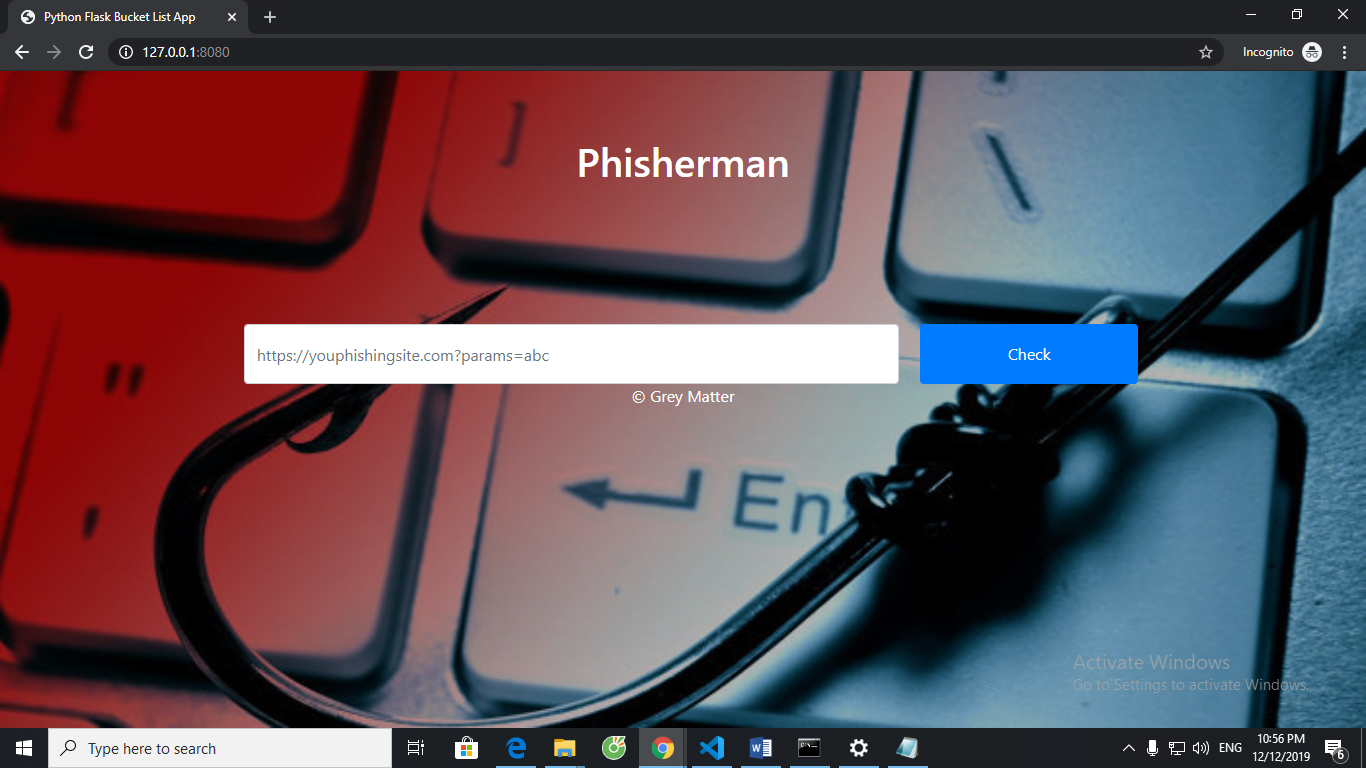 Python Flask Bucket List App
127.0.0.1:8080
Incognito
Phisherman
https://youphishingsite.com?params=abc
Check
© Grey Matter
Activate Windows
Go to Settings to activate Windows.
Type here to search
ENG
10:56 PM
12/12/2019
6